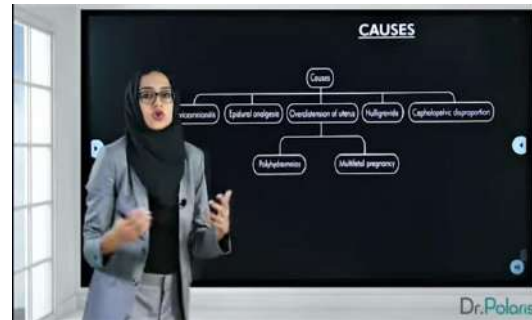 CAUSES
Causes
Epidural analgesia Overdistension of uterus Nulligravida Cephalopelvic disproportion
Polyhydramnios Multifetal pregnancy
Dr.Polaris